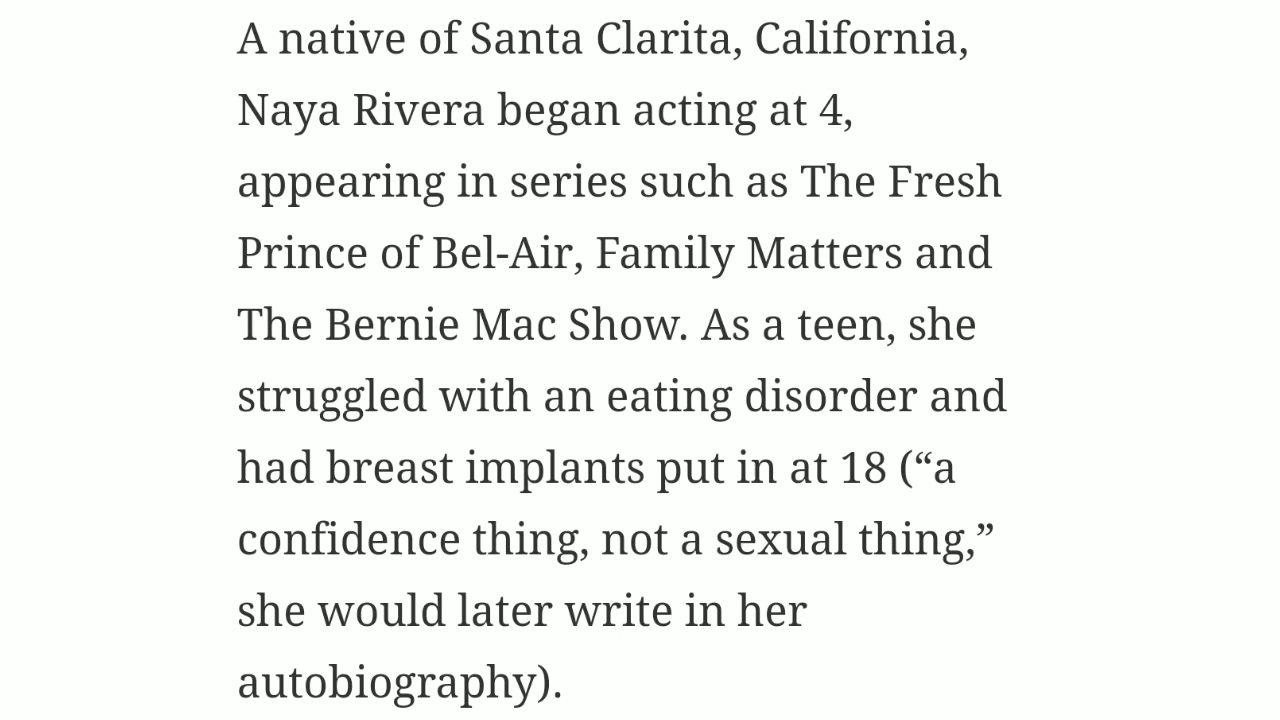 A native of Santa Clarita, California,
Naya Rivera began acting at 4,
appearing in series such as The Fresh
Prince of Bel-Air, Family Matters and
The Bernie Mac Show. As a teen, she
struggled with an eating disorder and
had breast implants put in at 18 (“a
confidence thing, not a sexual thing,”
she would later write in her
autobiography).